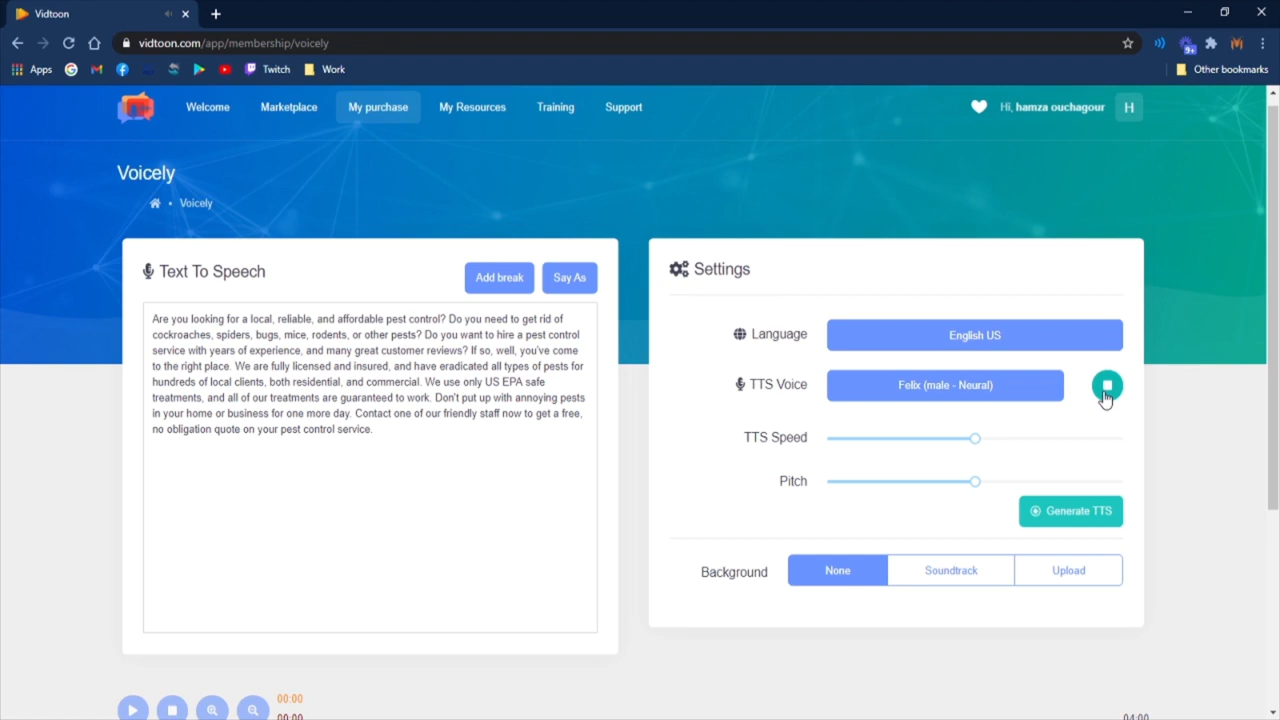 Vidtoon
vidtoon.com/app/membership/voicely
Apps
Twitch
Work
Other bookmarks
9+
Welcome
Marketplace
My purchase
My Resources
Training
Support
Hi, hamza ouchagour
H
Voicely
Voicely
Text To Speech
Add break
Say As
Are you looking for a local, reliable, and affordable pest control? Do you need to get rid of
cockroaches, spiders, bugs, mice, rodents, or other pests? Do you want to hire a pest control
service with years of experience, and many great customer reviews? If so, well, you've come
to the right place. We are fully licensed and insured, and have eradicated all types of pests for
hundreds of local clients, both residential, and commercial. We use only US EPA safe
treatments, and all of our treatments are guaranteed to work. Don't put up with annoying pests
in your home or business for one more day. Contact one of our friendly staff now to get a free,
no obligation quote on your pest control service.
Settings
Language
English US
TTS Voice
Felix (male - Neural)
TTS Speed
Pitch
Generate TTS
Background
None
Soundtrack
Upload
00:00
00:00
04:00